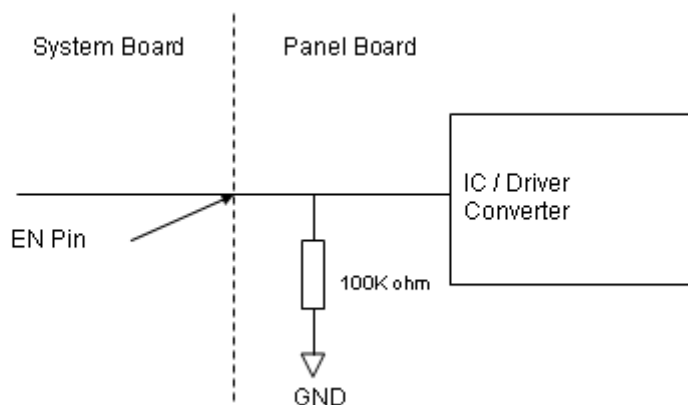 System Board
Panel Board
IC / Driver
Converter
EN Pin
100K ohm
GND